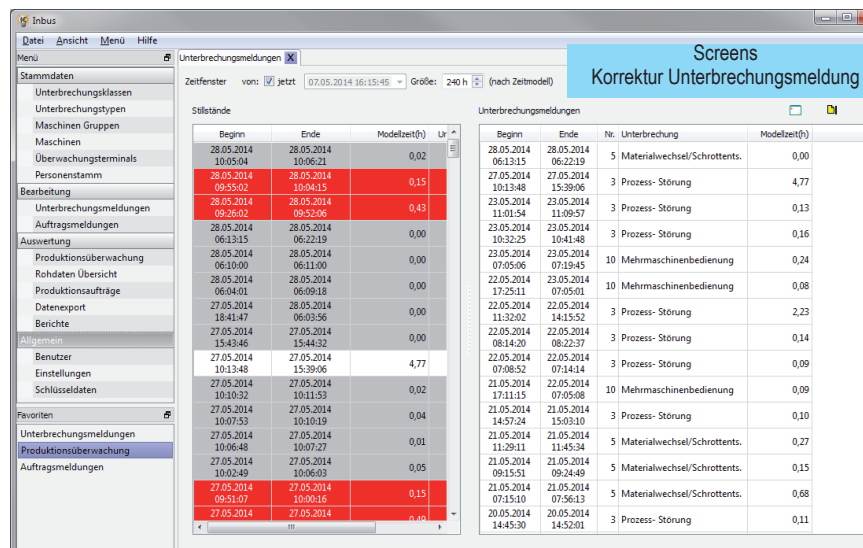 Inbus
Datei Ansicht Menü Hilfe
Screens
Korrektur Unterbrechungsmeldung
Menü
Stammdaten
Unterbrechungsklassen
Unterbrechungstypen
Maschinen Gruppen
Maschinen
Überwachungsterminals
Personenstamm
Bearbeitung
Unterbrechungsmeldungen
Auftragsmeldungen
Auswertung
Produktionsüberwachung
Rohdaten Übersicht
Produktionsaufträge
Datenexport
Berichte
Allgemein
Benutzer
Einstellungen
Schlüsseldaten
Favoriten
Unterbrechungsmeldungen
Produktionsüberwachung
Auftragsmeldungen
Unterbrechungsmeldungen X
Zeitfenster von: jetzt 07.05.2014 16:15:45 Größe: 240 h (nach Zeitmodell)
Stillstände
Beginn Ende Modellzeit(h) Ur
28.05.2014 28.05.2014
10:05:04 10:06:21 0,02
28.05.2014 28.05.2014
09:55:02 10:04:15 0,15
28.05.2014 28.05.2014
09:26:02 09:52:06 0,43
28.05.2014 28.05.2014
06:13:15 06:22:19 0,00
28.05.2014 28.05.2014
06:10:00 06:11:00 0,00
28.05.2014 28.05.2014
06:04:01 06:09:18 0,00
27.05.2014 28.05.2014
18:41:47 06:03:56 0,00
27.05.2014 27.05.2014
15:43:46 15:44:32 0,00
27.05.2014 27.05.2014
10:13:48 15:39:06 4,77
27.05.2014 27.05.2014
10:10:32 10:11:53 0,02
27.05.2014 27.05.2014
10:07:53 10:10:19 0,04
27.05.2014 27.05.2014
10:06:48 10:07:27 0,01
27.05.2014 27.05.2014
10:02:49 10:06:03 0,05
27.05.2014 27.05.2014
09:51:07 10:00:16 0,15
27.05.2014 27.05.2014
0,49
Unterbrechungsmeldungen
Beginn Ende Nr. Unterbrechung Modellzeit(h)
28.05.2014 28.05.2014
06:13:15 06:22:19 5 Materialwechsel/Schrottents. 0,00
27.05.2014 27.05.2014
10:13:48 15:39:06 3 Prozess- Störung 4,77
23.05.2014 23.05.2014
11:01:54 11:09:57 3 Prozess- Störung 0,13
23.05.2014 23.05.2014
10:32:25 10:41:48 3 Prozess- Störung 0,16
23.05.2014 23.05.2014
07:05:06 07:19:45 10 Mehrmaschinenbedienung 0,24
22.05.2014 23.05.2014
17:25:11 07:05:01 10 Mehrmaschinenbedienung 0,08
22.05.2014 22.05.2014
11:32:02 14:15:52 3 Prozess- Störung 2,23
22.05.2014 22.05.2014
08:14:20 08:22:37 3 Prozess- Störung 0,14
22.05.2014 22.05.2014
07:08:52 07:14:14 3 Prozess- Störung 0,09
21.05.2014 22.05.2014
17:11:15 07:05:08 10 Mehrmaschinenbedienung 0,09
21.05.2014 21.05.2014
14:57:24 15:03:10 3 Prozess- Störung 0,10
21.05.2014 21.05.2014
11:29:11 11:45:34 5 Materialwechsel/Schrottents. 0,27
21.05.2014 21.05.2014
09:15:51 09:24:49 5 Materialwechsel/Schrottents. 0,15
21.05.2014 21.05.2014
07:15:10 07:56:13 5 Materialwechsel/Schrottents. 0,68
20.05.2014 20.05.2014
14:45:30 14:52:01 3 Prozess- Störung 0,11